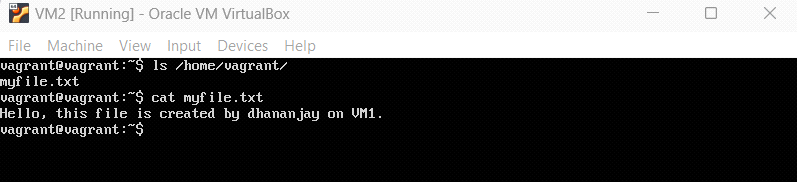 VM2 [Running] - Oracle VM VirtualBox
File Machine View Input Devices Help
vagrant@vagrant:~$ ls /home/vagrant/
myfile.txt
vagrant@vagrant:~$ cat myfile.txt
Hello, this file is created by dhananjay on VM1.
vagrant@vagrant:~$